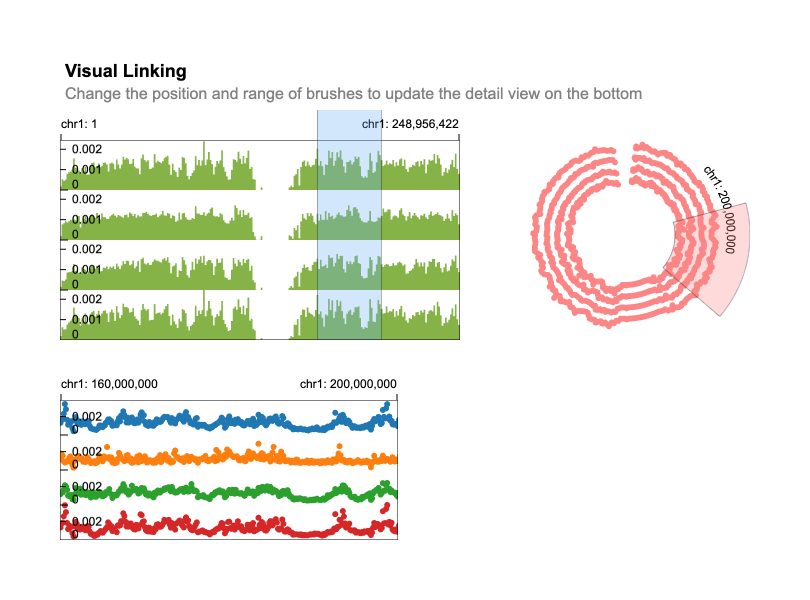 Visual Linking
Change the position and range of brushes to update the detail view on the bottom
chr1: 1
chr1: 248,956,422
0.002
0.001
0
0.002
0.001
0
0.002
0.001
0
0.002
0.001
0
chr1: 200,000,000
chr1: 160,000,000
chr1: 200,000,000
0.002
0
0.002
0
0.002
0
0.002
0